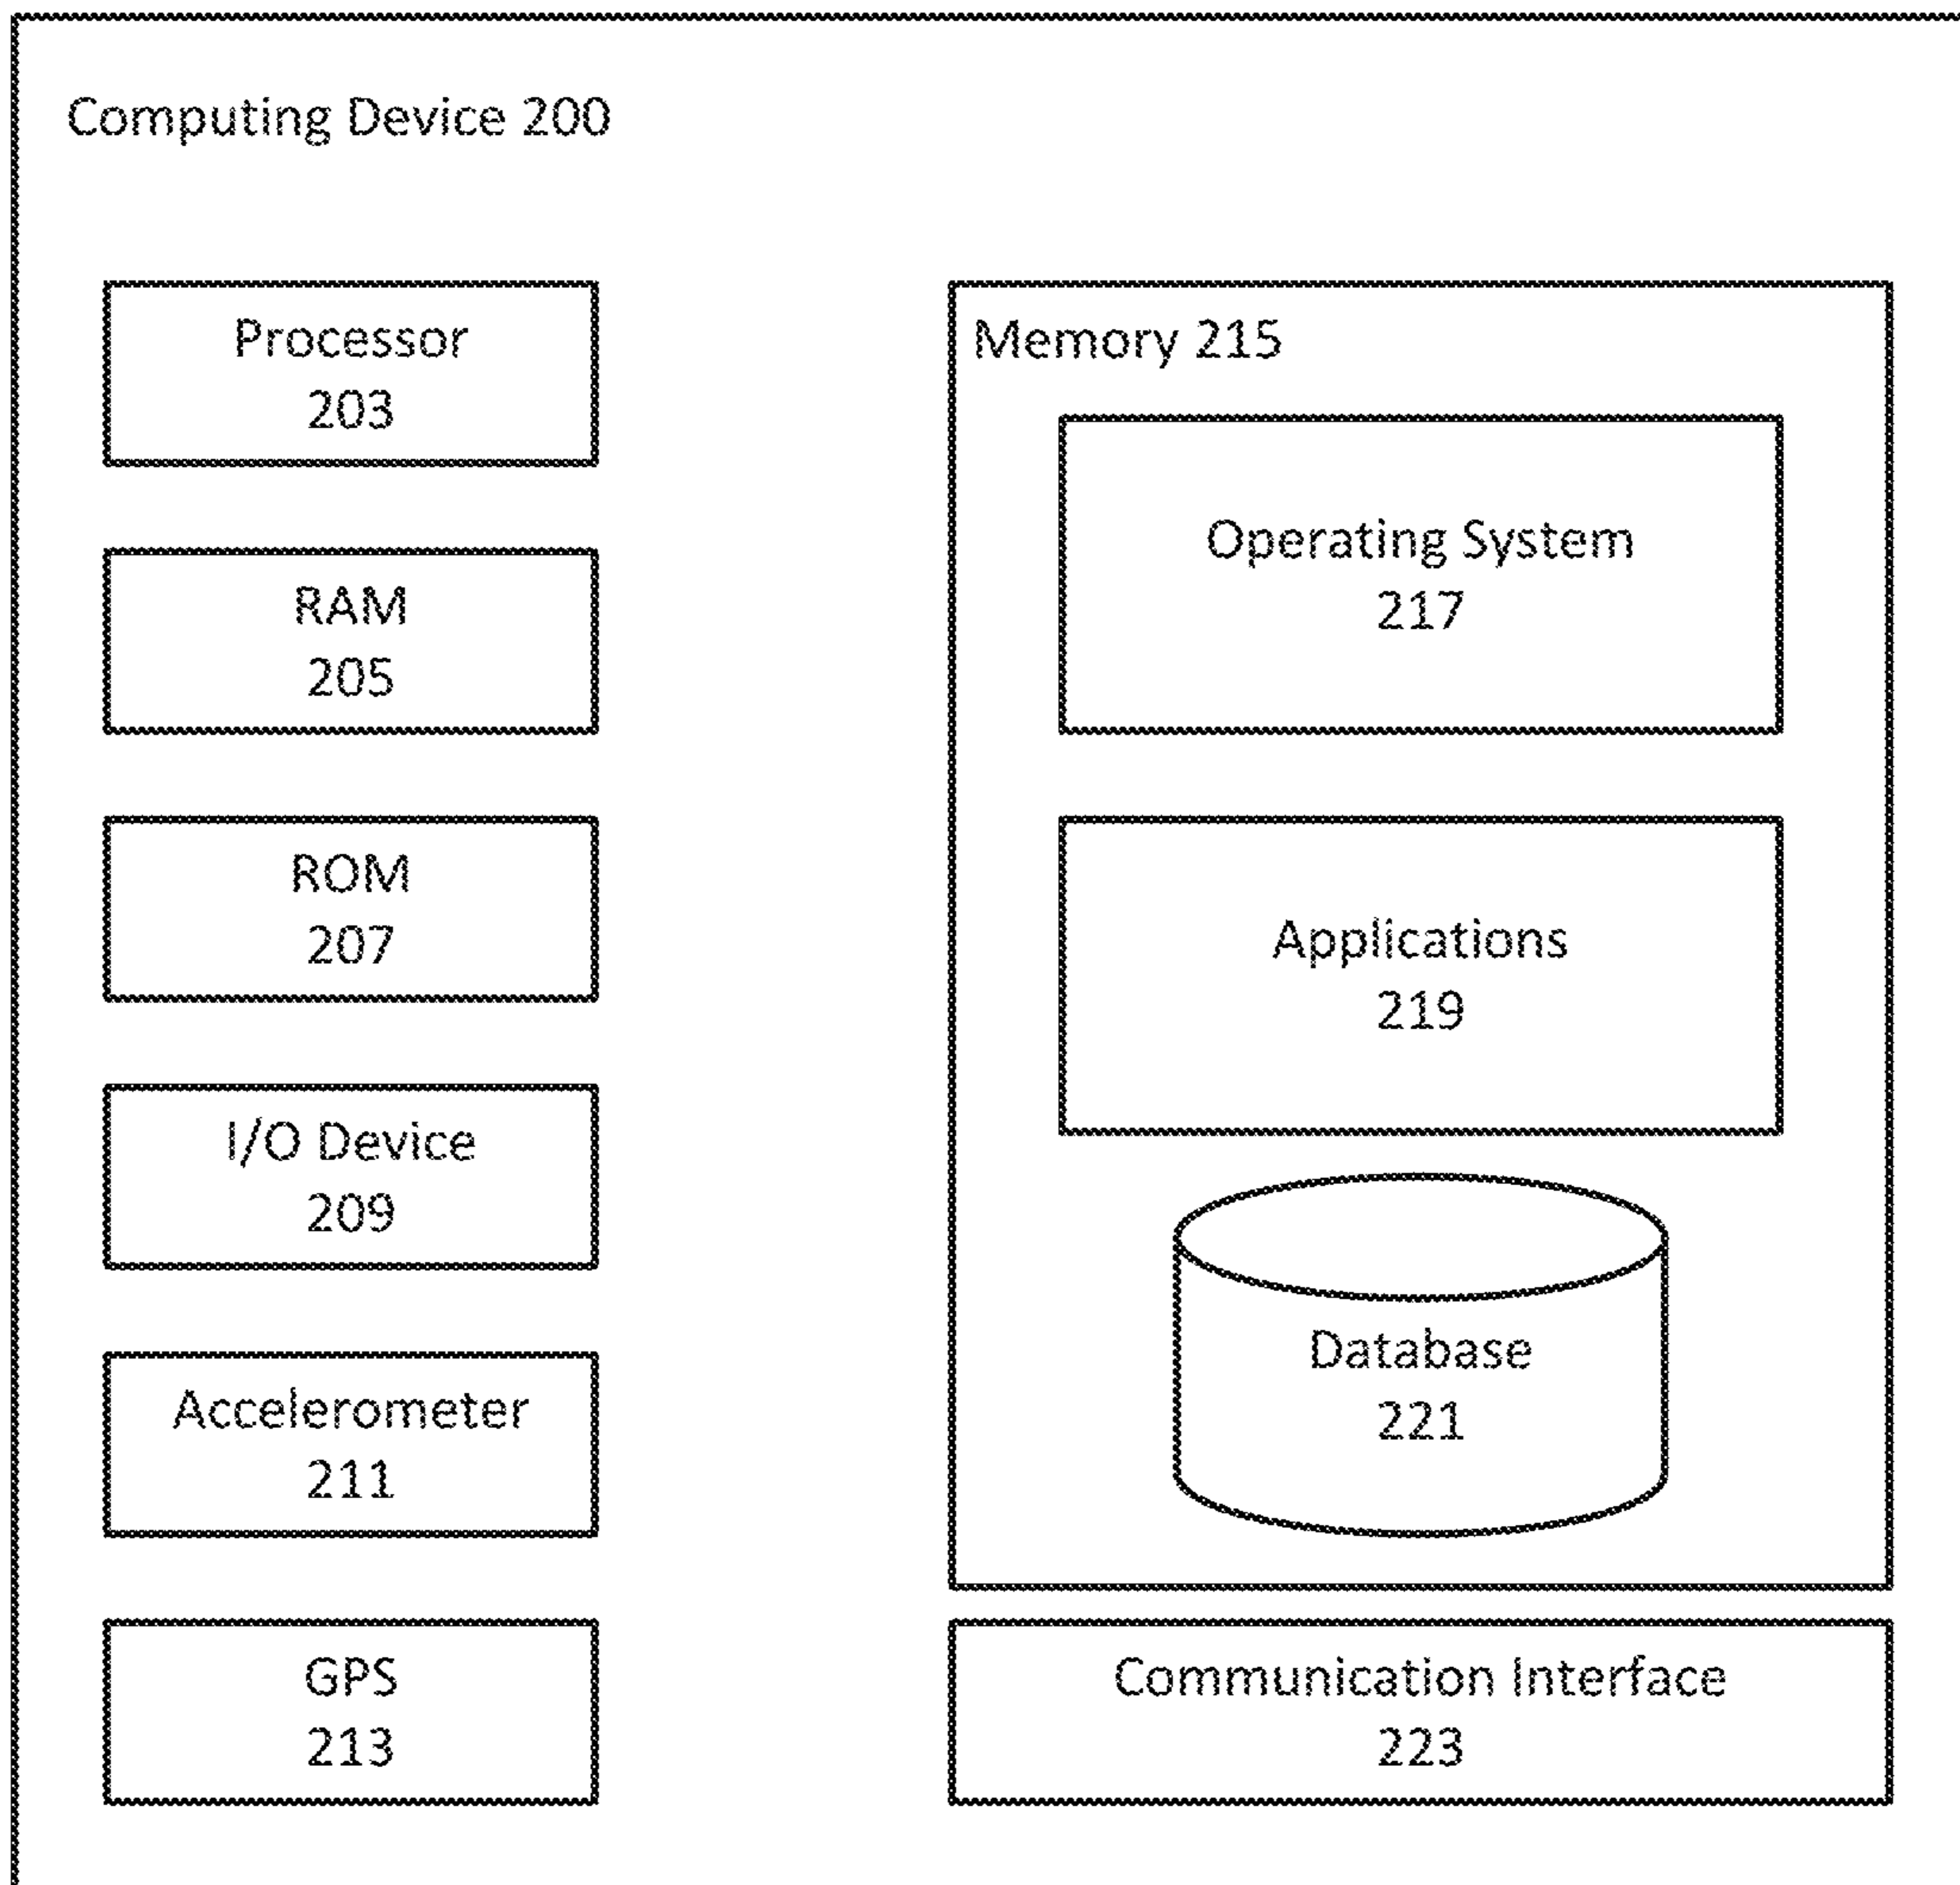 Computing Device 200
Processor
203
RAM
205
ROM
207
I/O Device
209
Accelerometer
211
GPS
213
Memory 215
Operating System
217
Applications
219
Database
221
Communication Interface
223